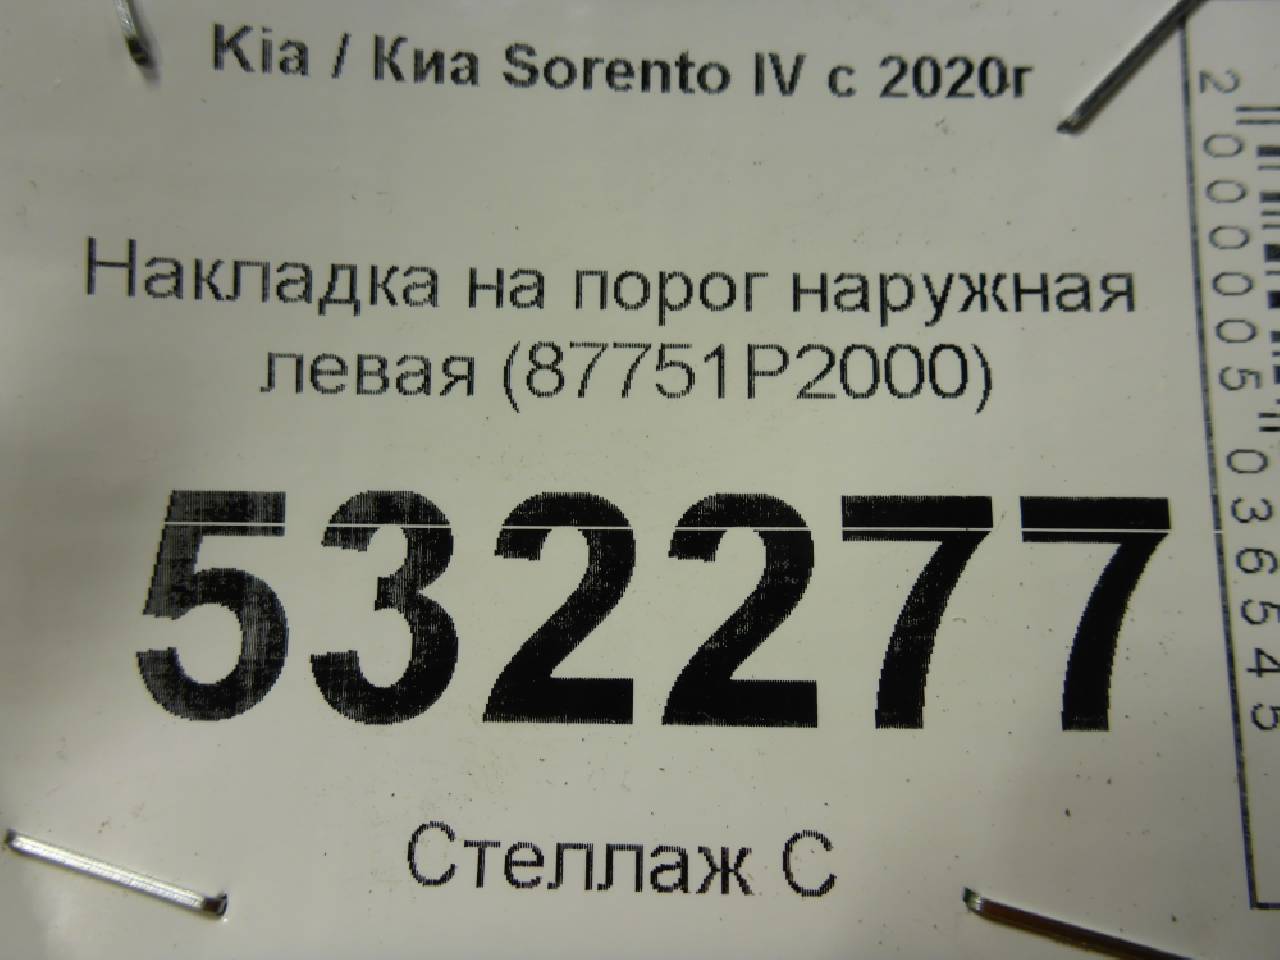 Kia / Киа Sorento IV с 2020г
Накладка на порог наружная
левая (87751P2000)
532277
Стеллаж С
2000005036545